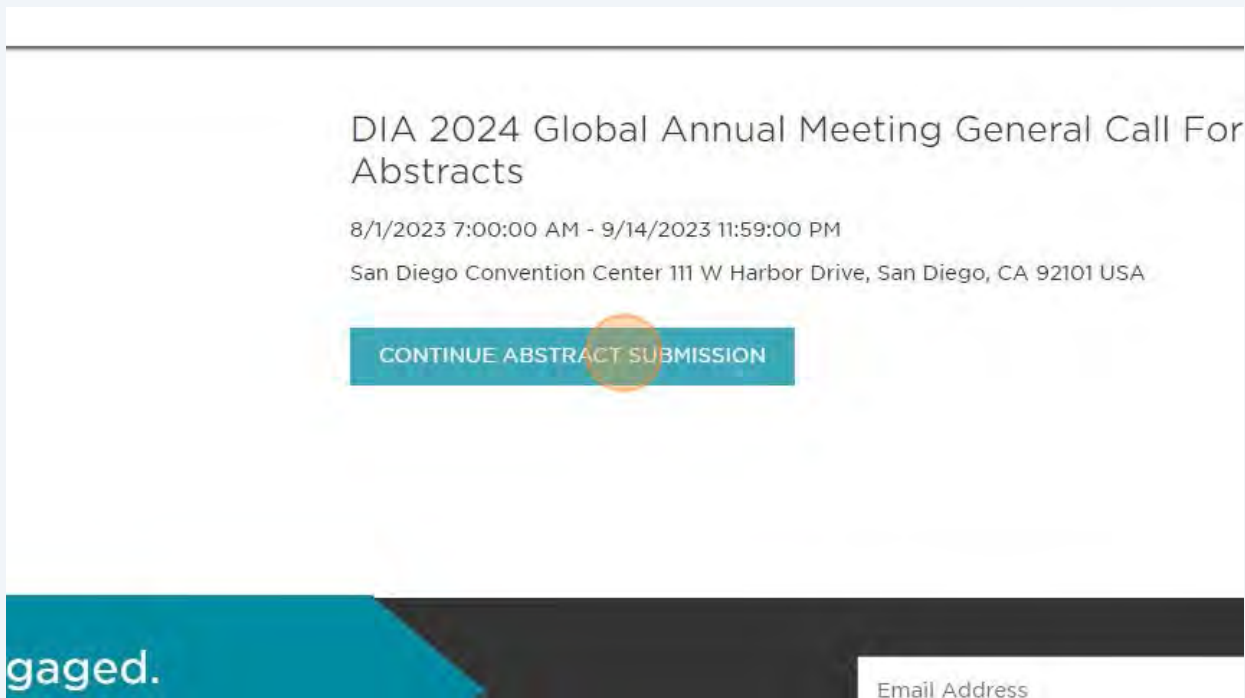 DIA 2024 Global Annual Meeting General Call For
Abstracts
8/1/2023 7:00:00 AM - 9/14/2023 11:59:00 PM
San Diego Convention Center 111 W Harbor Drive, San Diego, CA 92101 USA
CONTINUE ABSTRACT SUBMISSION
gaged.
Email Address